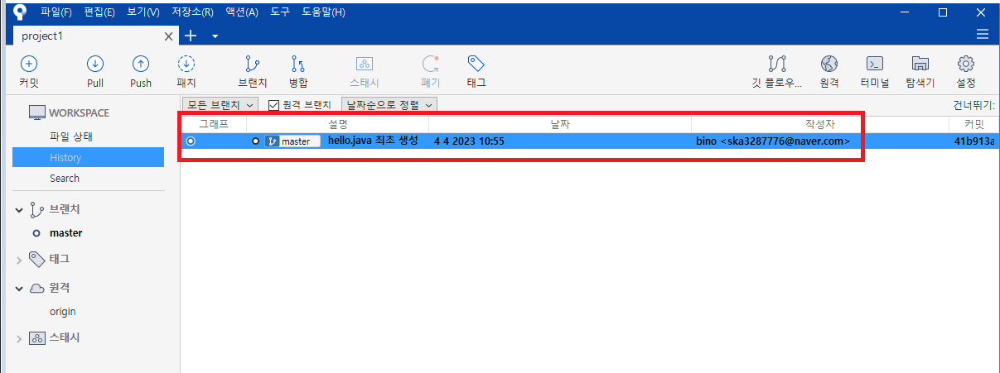 파일(F) 편집(E) 보기(V) 저장소(R) 액션(A) 도구 도움말(H)
project1
커밋 Pull Push 패치 브랜치 병합 스태시 폐기 태그 깃 플로우... 원격 터미널 탐색기 설정
WORKSPACE
파일 상태
History
Search
브랜치
master
태그
원격
origin
스태시
모든 브랜치 원격 브랜치 날짜순으로 정렬 건너뛰기:
그래프 설명 날짜 작성자 커밋
master hello.java 최초 생성 4 4 2023 10:55 bino <ska3287776@naver.com> 41b913a